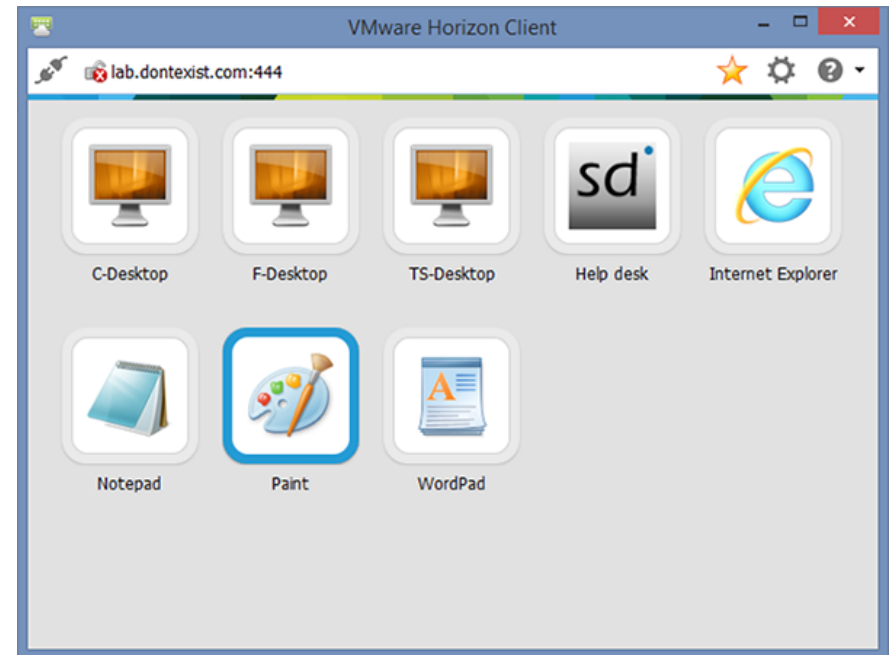 VMware Horizon Client
lab.dontexist.com:444
sd
C-Desktop F-Desktop TS-Desktop Help desk Internet Explorer
A
Notepad Paint WordPad